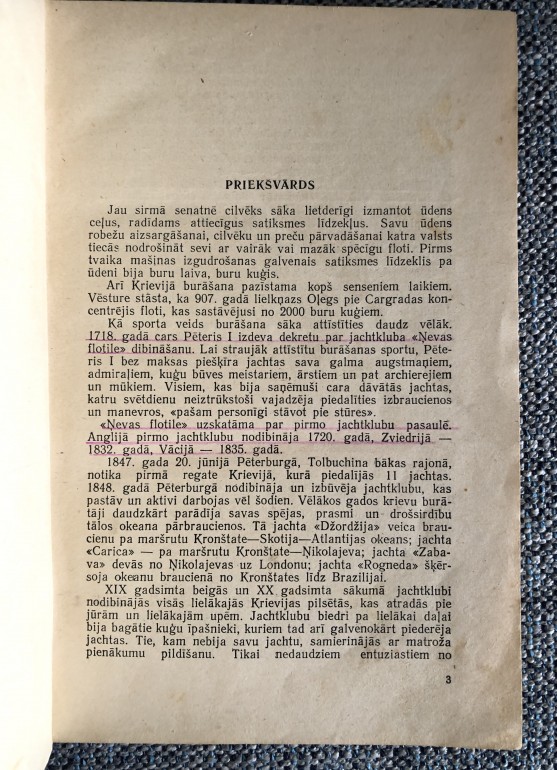 PRIEKSVĀRDS
Jau sirmā senatnē cilvēks sāka lietderīgi izmantot ūdens
ceļus, radīdams attiecīgus satiksmes līdzekļus. Savu ūdens
robežu aizsargāšanai, cilvēku un preču pārvadāšanai katra valsts
tiecās nodrošināt sevi ar vairāk vai mazāk spēcīgu floti. Pirms
tvaika mašīnas izgudrošanas galvenais satiksmes līdzeklis pa
ūdeni bija buru laiva, buru kuģis.
Arī Krievijā burāšana pazīstama kopš senseniem laikiem.
Vēsture stāsta, ka 907. gadā lielkņazs Oļegs pie Cargradas kon-
centrējis floti, kas sastāvējusi no 2000 buru kuģiem.
Kā sporta veids burāšana sāka attīstīties daudz vēlāk.
1718. gadā cars Pēteris I izdeva dekretu par jachtkluba «Ņevas
flotile» dibināšanu. Lai straujāk attīstītu burāšanas sportu, Pēte-
ris I bez maksas piešķīra jachtas sava galma augstmaņiem,
admiraļiem, kuģu būves meistariem, ārstiem un pat archierejiem
un mūkiem. Visiem, kas bija saņēmuši cara dāvātās jachtas,
katru svētdienu neiztrūkstoši vajadzēja piedalīties izbraucienos
un manevros, «pašam personīgi stāvot pie stūres».
«Ņevas flotile» uzskatāma par pirmo jachtklubu pasaulē.
Anglijā pirmo jachtklubu nodibināja 1720. gadā, Zviedrijā —
1832. gadā, Vācijā — 1835. gadā.
1847. gada 20. jūnijā Pēterburgā, Tolbuchina bākas rajonā,
notika pirmā regate Krievijā, kurā piedalījās 11 jachtas.
1848. gadā Pēterburgā nodibināja un izbūvēja jachtklubu, kas
pastāv un aktivi darbojas vēl šodien. Vēlākos gados krievu burā-
tāji daudzkārt parādīja savas spējas, prasmi un drošsirdību
tālos okeana pārbraucienos. Tā jachta «Džordžija» veica brau-
cienu pa maršrutu Kronštate—Skotija—Atlantijas okeans; jachta
«Carica» — pa maršrutu Kronštate—Ņikolajeva; jachta «Zaba-
va» devās no Ņikolajevas uz Londonu; jachta «Rogneda» šķēr-
soja okeanu braucienā no Kronštates līdz Brazilijai.
XIX gadsimta beigās un XX gadsimta sākumā jachtklubi
nodibinājās visās lielākajās Krievijas pilsētās, kas atradās pie
jūrām un lielākajām upēm. Jachtklubu biedri pa lielākai daļai
bija bagātie kuģu īpašnieki, kuriem tad arī galvenokārt piederēja
jachtas. Tie, kam nebija savu jachtu, samierinājās ar matroža
pienākumu pildīšanu. Tikai nedaudziem entuziastiem no
3